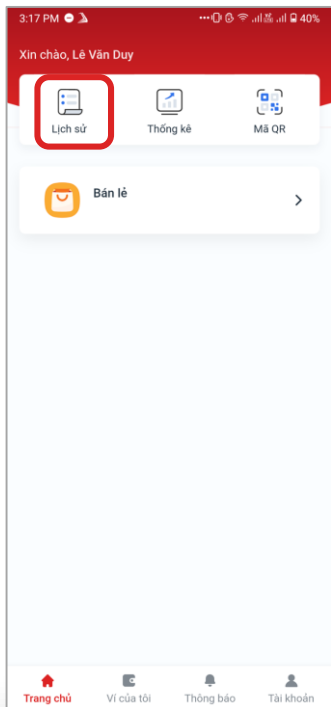 3:17 PM 40%
Xin chào, Lê Văn Duy
Lịch sử Thống kê Mã QR
Bán lẻ
Trang chủ Ví của tôi Thông báo Tài khoản